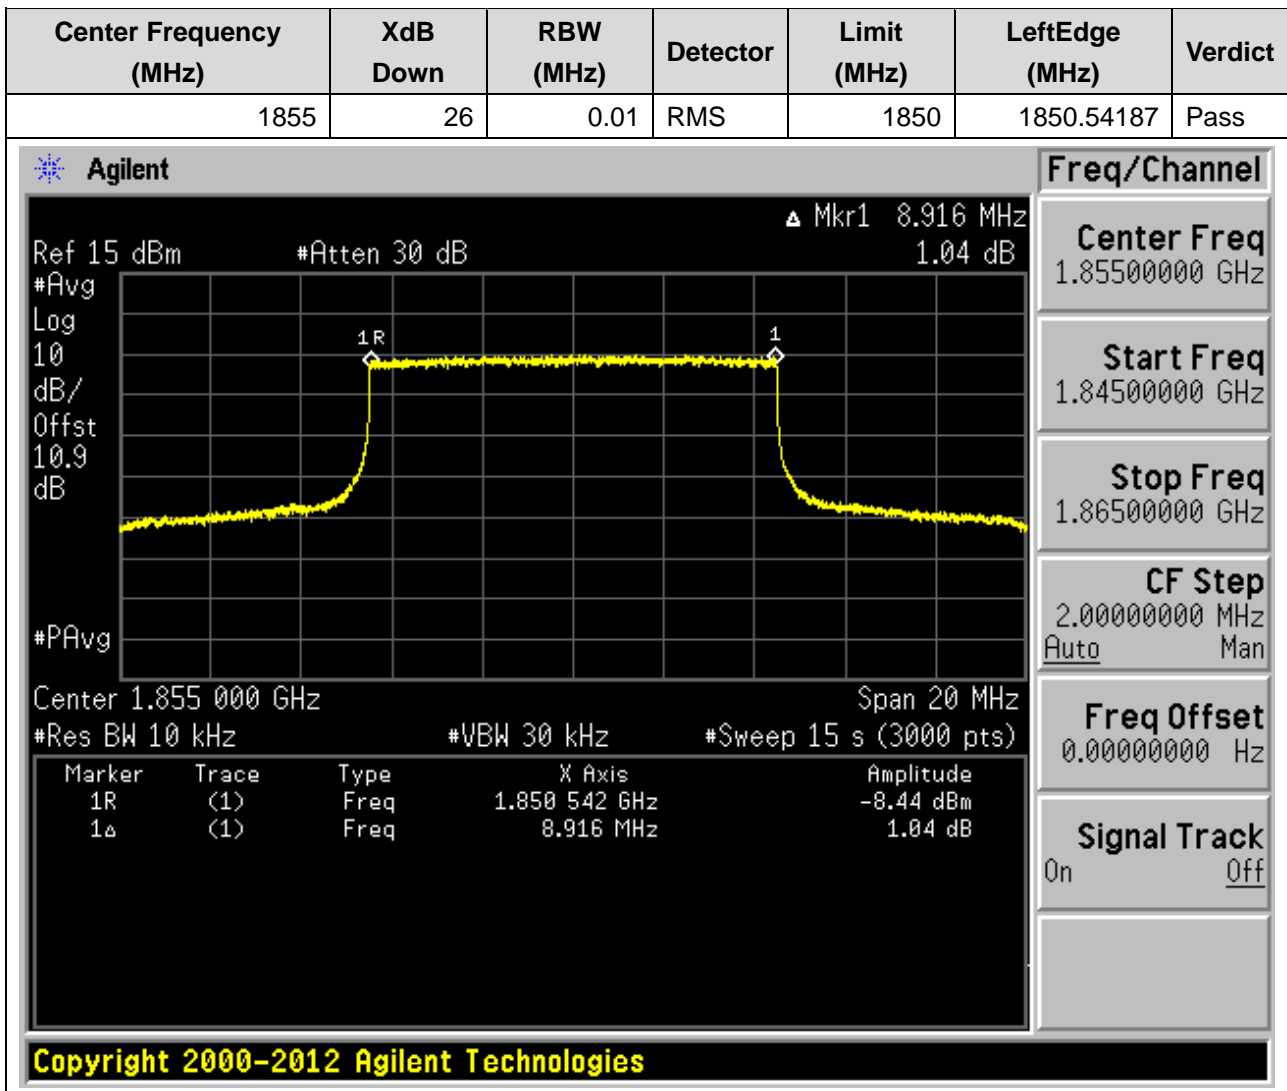 Center Frequency (MHz) XdB Down RBW (MHz) Detector Limit (MHz) LeftEdge (MHz) Verdict
1855 26 0.01 RMS 1850 1850.54187 Pass
Agilent
Freq/Channel
Δ Mkr1 8.916 MHz
Ref 15 dBm #Atten 30 dB 1.04 dB
#Avg
Log
10
dB/
Offst
10.9
dB
#PAvg
1R
1
Center 1.855 000 GHz Span 20 MHz
#Res BW 10 kHz #VBW 30 kHz #Sweep 15 s (3000 pts)
Marker Trace Type X Axis Amplitude
1R (1) Freq 1.850 542 GHz -8.44 dBm
1Δ (1) Freq 8.916 MHz 1.04 dB
Center Freq
1.85500000 GHz
Start Freq
1.84500000 GHz
Stop Freq
1.86500000 GHz
CF Step
2.00000000 MHz
Auto Man
Freq Offset
0.00000000 Hz
Signal Track
On Off
Copyright 2000-2012 Agilent Technologies